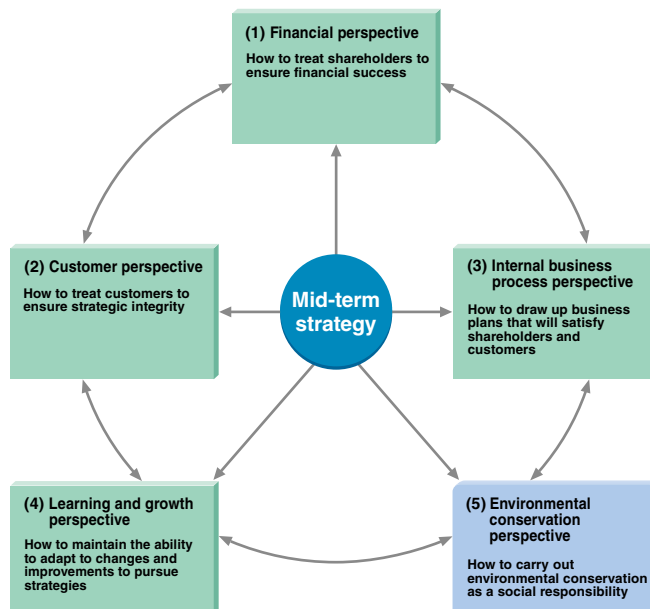 (1) Financial perspective
How to treat shareholders to
ensure financial success
(2) Customer perspective
How to treat customers to
ensure strategic integrity
Mid-term
strategy
(3) Internal business
process perspective
How to draw up business
plans that will satisfy
shareholders and
customers
(4) Learning and growth
perspective
How to maintain the ability
to adapt to changes and
improvements to pursue
strategies
(5) Environmental
conservation
perspective
How to carry out
environmental conservation
as a social responsibility